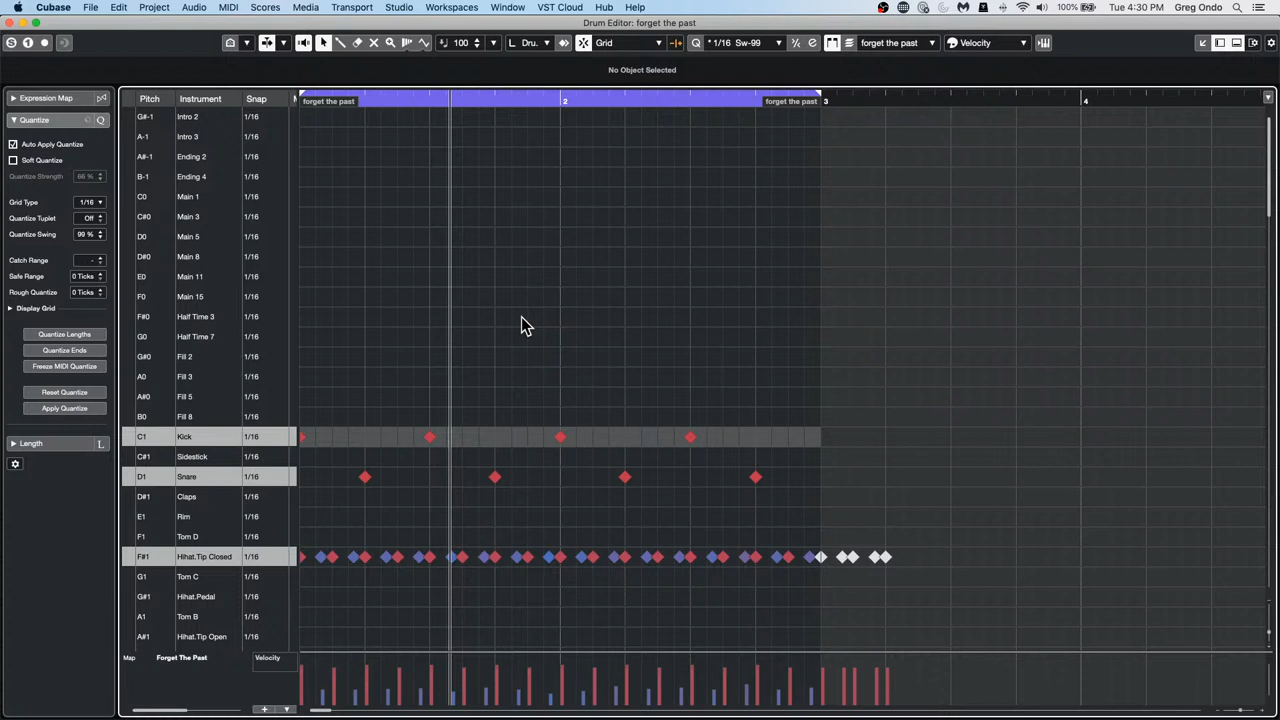 Cubase File Edit Project Audio MIDI Scores Media Transport Studio Workspaces Window VST Cloud Hub Help 100% Tue 4:30 PM Greg Ondo
Drum Editor: forget the past
100 L Dru. Grid Q * 1/16 Sw-99 forget the past Velocity
No Object Selected
Expression Map
Quantize
Auto Apply Quantize
Soft Quantize
Quantize Strength 66 %
Grid Type 1/16
Quantize Tuplet Off
Quantize Swing 99 %
Catch Range -
Safe Range 0 Ticks
Rough Quantize 0 Ticks
Display Grid
Quantize Lengths
Quantize Ends
Freeze MIDI Quantize
Reset Quantize
Apply Quantize
Length L
Pitch Instrument Snap
forget the past 2 forget the past 3 4
G#-1 Intro 2 1/16
A-1 Intro 3 1/16
A#-1 Ending 2 1/16
B-1 Ending 4 1/16
C0 Main 1 1/16
C#0 Main 3 1/16
D0 Main 5 1/16
D#0 Main 8 1/16
E0 Main 11 1/16
F0 Main 15 1/16
F#0 Half Time 3 1/16
G0 Half Time 7 1/16
G#0 Fill 2 1/16
A0 Fill 3 1/16
A#0 Fill 5 1/16
B0 Fill 8 1/16
C1 Kick 1/16
C#1 Sidestick 1/16
D1 Snare 1/16
D#1 Claps 1/16
E1 Rim 1/16
F1 Tom D 1/16
F#1 Hihat.Tip Closed 1/16
G1 Tom C 1/16
G#1 Hihat.Pedal 1/16
A1 Tom B 1/16
A#1 Hihat.Tip Open 1/16
Map Forget The Past Velocity